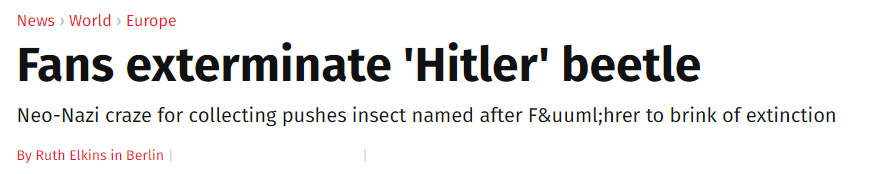 News › World › Europe
Fans exterminate 'Hitler' beetle
Neo-Nazi craze for collecting pushes insect named after F&uuml;hrer to brink of extinction
By Ruth Elkins in Berlin | |